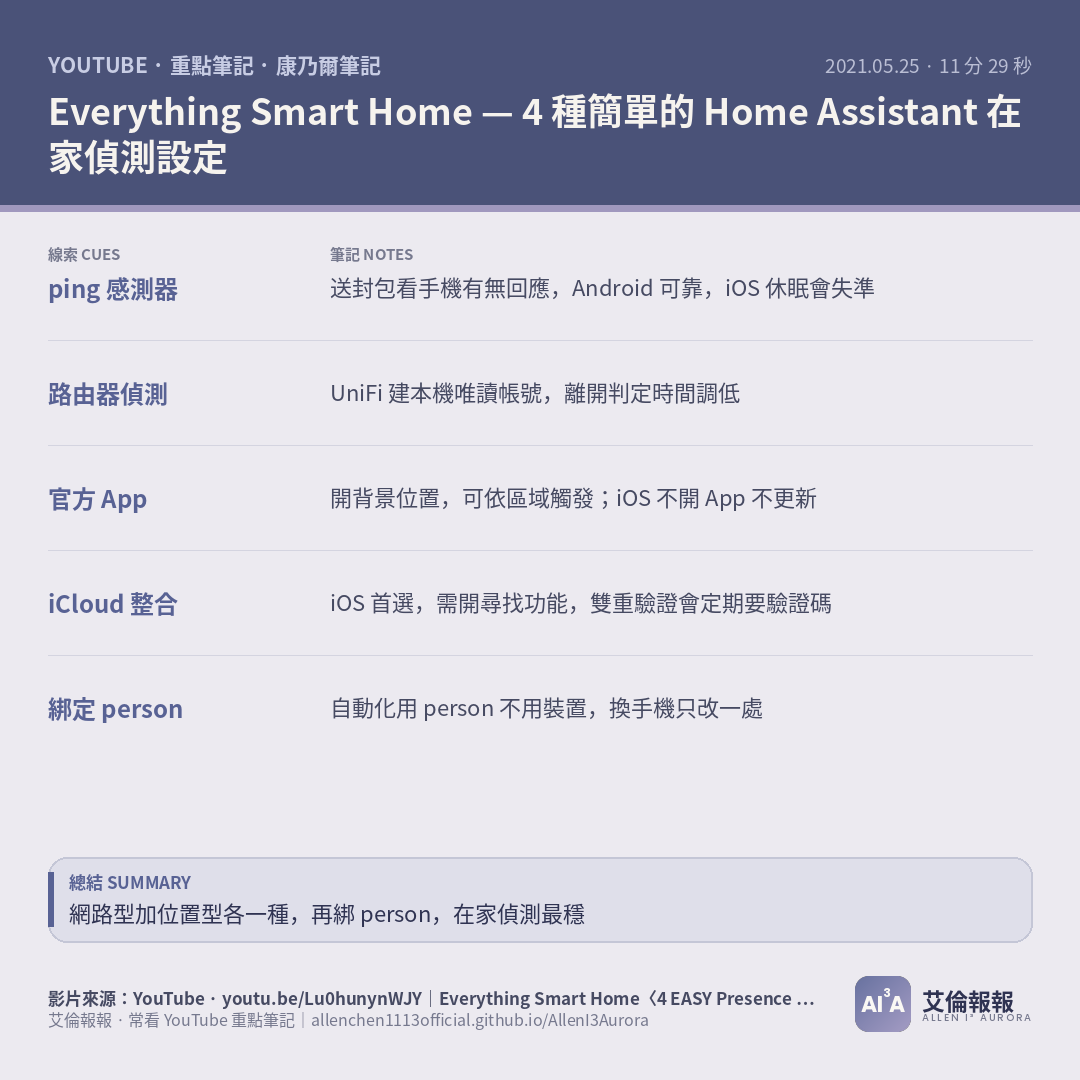 YOUTUBE · 重點筆記 · 康乃爾筆記
2021.05.25 · 11 分 29 秒
Everything Smart Home — 4 種簡單的 Home Assistant 在
家偵測設定
線索 CUES
筆記 NOTES
ping 感測器
送封包看手機有無回應，Android 可靠，iOS 休眠會失準
路由器偵測
UniFi 建本機唯讀帳號，離開判定時間調低
官方 App
開背景位置，可依區域觸發；iOS 不開 App 不更新
iCloud 整合
iOS 首選，需開尋找功能，雙重驗證會定期要驗證碼
綁定 person
自動化用 person 不用裝置，換手機只改一處
總結 SUMMARY
網路型加位置型各一種，再綁 person，在家偵測最穩
影片來源：YouTube · youtu.be/Lu0hunynWJY｜Everything Smart Home〈4 EASY Presence …
艾倫報報 · 常看 YouTube 重點筆記｜allenchen1113official.github.io/AllenI3Aurora
AI³A
艾倫報報
ALLEN I³ AURORA